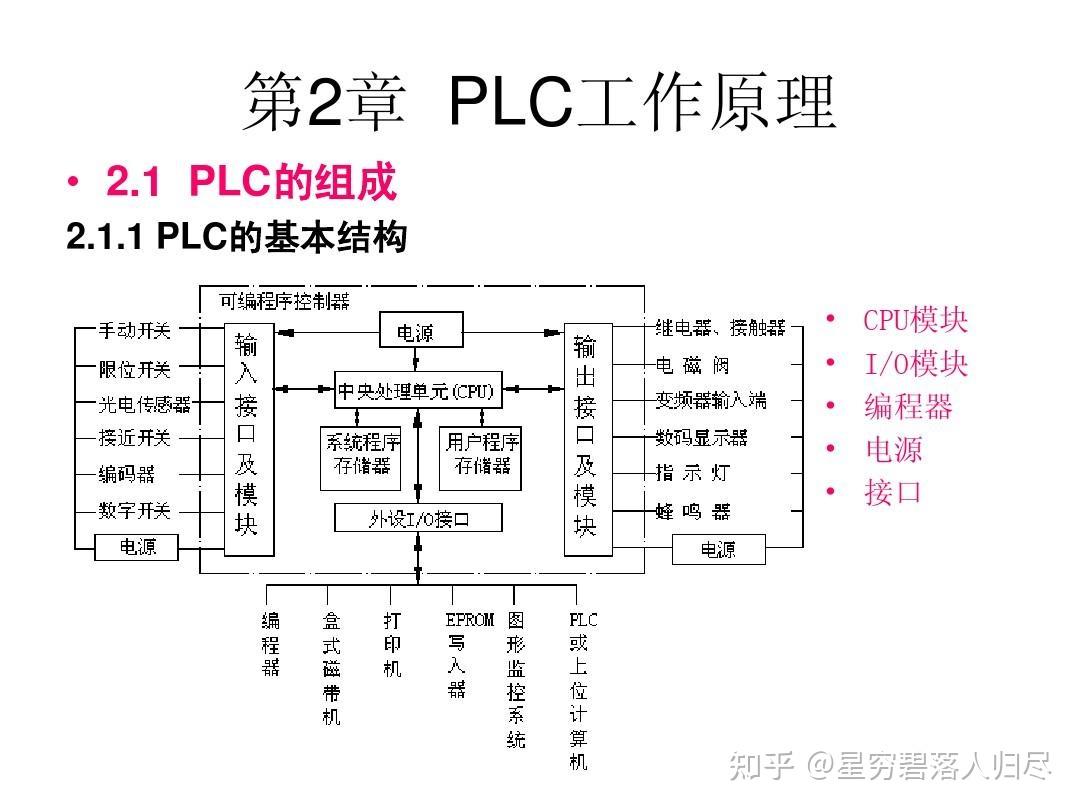 第2章 PLC工作原理
• 2.1 PLC的组成
2.1.1 PLC的基本结构
可编程序控制器
手动开关
限位开关
光电传感器
接近开关
编码器
数字开关
电源
输入接口及模块
电源
中央处理单元(CPU)
系统程序
存储器
用户程序
存储器
外设I/O接口
输出接口及模块
继电器、接触器
电磁阀
变频器输入端
数码显示器
指示灯
蜂鸣器
电源
编程器
盒式磁带机
打印机
EPROM写入器
图形监控系统
PLC或上位计算机
• CPU模块
• I/O模块
• 编程器
• 电源
• 接口
知乎 @星穷碧落人归尽